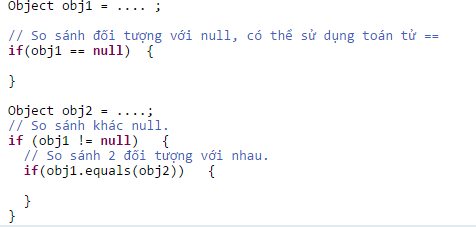 Object obj1 = .... ;
// So sánh đối tượng với null, có thể sử dụng toán tử ==
if(obj1 == null)  {
}
Object obj2 = ....;
// So sánh khác null.
if (obj1 != null)   {
  // So sánh 2 đối tượng với nhau.
  if(obj1.equals(obj2))   {
  }
}